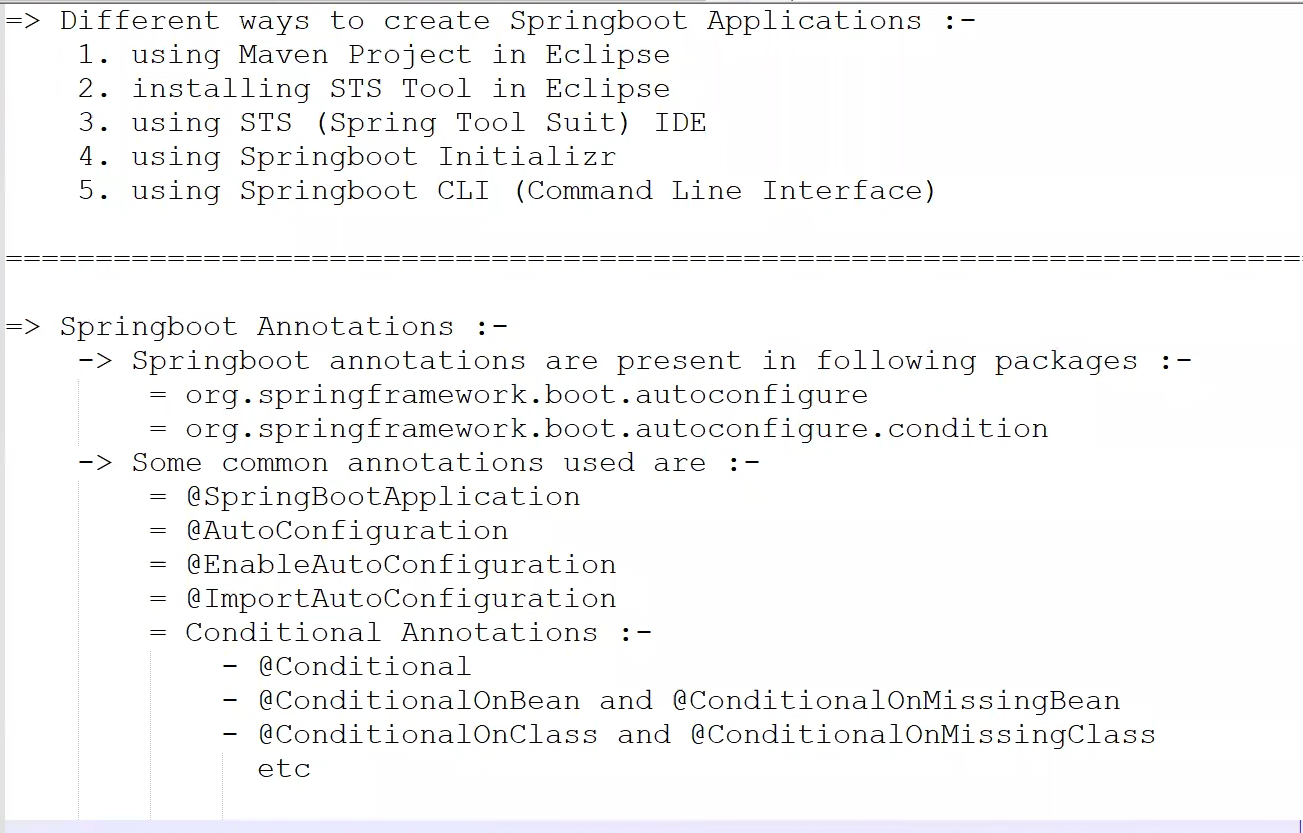 => Different ways to create Springboot Applications :-
1. using Maven Project in Eclipse
2. installing STS Tool in Eclipse
3. using STS (Spring Tool Suit) IDE
4. using Springboot Initializr
5. using Springboot CLI (Command Line Interface)
========================================================================
=> Springboot Annotations :-
-> Springboot annotations are present in following packages :-
= org.springframework.boot.autoconfigure
= org.springframework.boot.autoconfigure.condition
-> Some common annotations used are :-
= @SpringBootApplication
= @AutoConfiguration
= @EnableAutoConfiguration
= @ImportAutoConfiguration
= Conditional Annotations :-
- @Conditional
- @ConditionalOnBean and @ConditionalOnMissingBean
- @ConditionalOnClass and @ConditionalOnMissingClass
etc